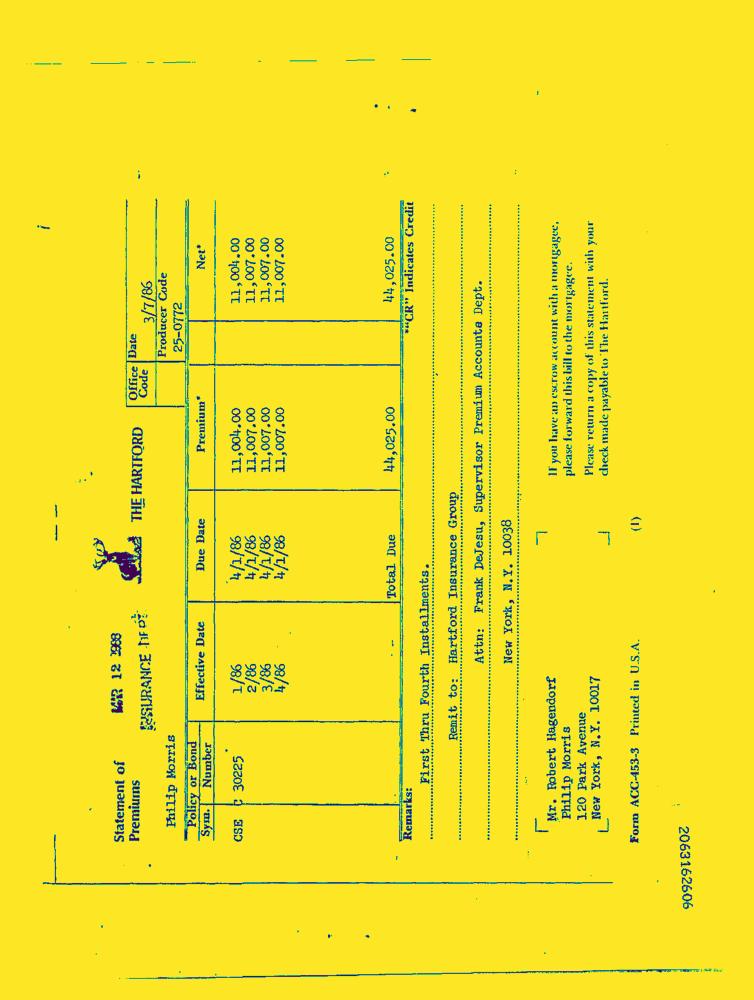 Statement of
Premiums
MAR 12 1986
INSURANCE DEPT
THE HARTFORD
Office Code
Date
3/7/86
Producer Code
25-0772
Philip Morris
Policy or Bond
Sym. Number Effective Date Due Date Premium* Net*
CSE C 30225 1/86 4/1/86 11,004.00 11,004.00
2/86 4/1/86 11,007.00 11,007.00
3/86 4/1/86 11,007.00 11,007.00
4/86 4/1/86 11,007.00 11,007.00
Total Due 44,025.00 44,025.00
Remarks: *"CR" Indicates Credit
First Thru Fourth Installments.
Remit to: Hartford Insurance Group
Attn: Frank DeJesu, Supervisor Premium Accounts Dept.
New York, N.Y. 10038
Mr. Robert Hagendorf
Philip Morris
120 Park Avenue
New York, N.Y. 10017
If you have an escrow account with a mortgagee,
please forward this bill to the mortgagee.
Please return a copy of this statement with your
check made payable to The Hartford.
Form ACC-453-3 Printed in U.S.A. (1)
2063162606